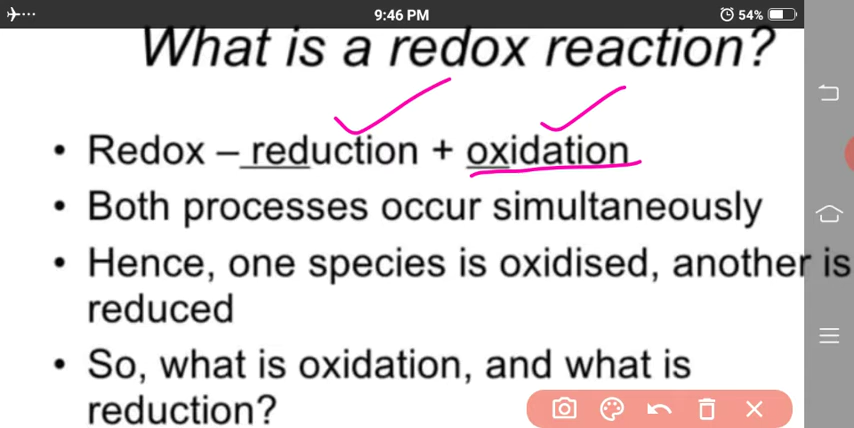 9:46 PM
54%
What is a redox reaction?
• Redox – reduction + oxidation
• Both processes occur simultaneously
• Hence, one species is oxidised, another is
reduced
• So, what is oxidation, and what is
reduction?